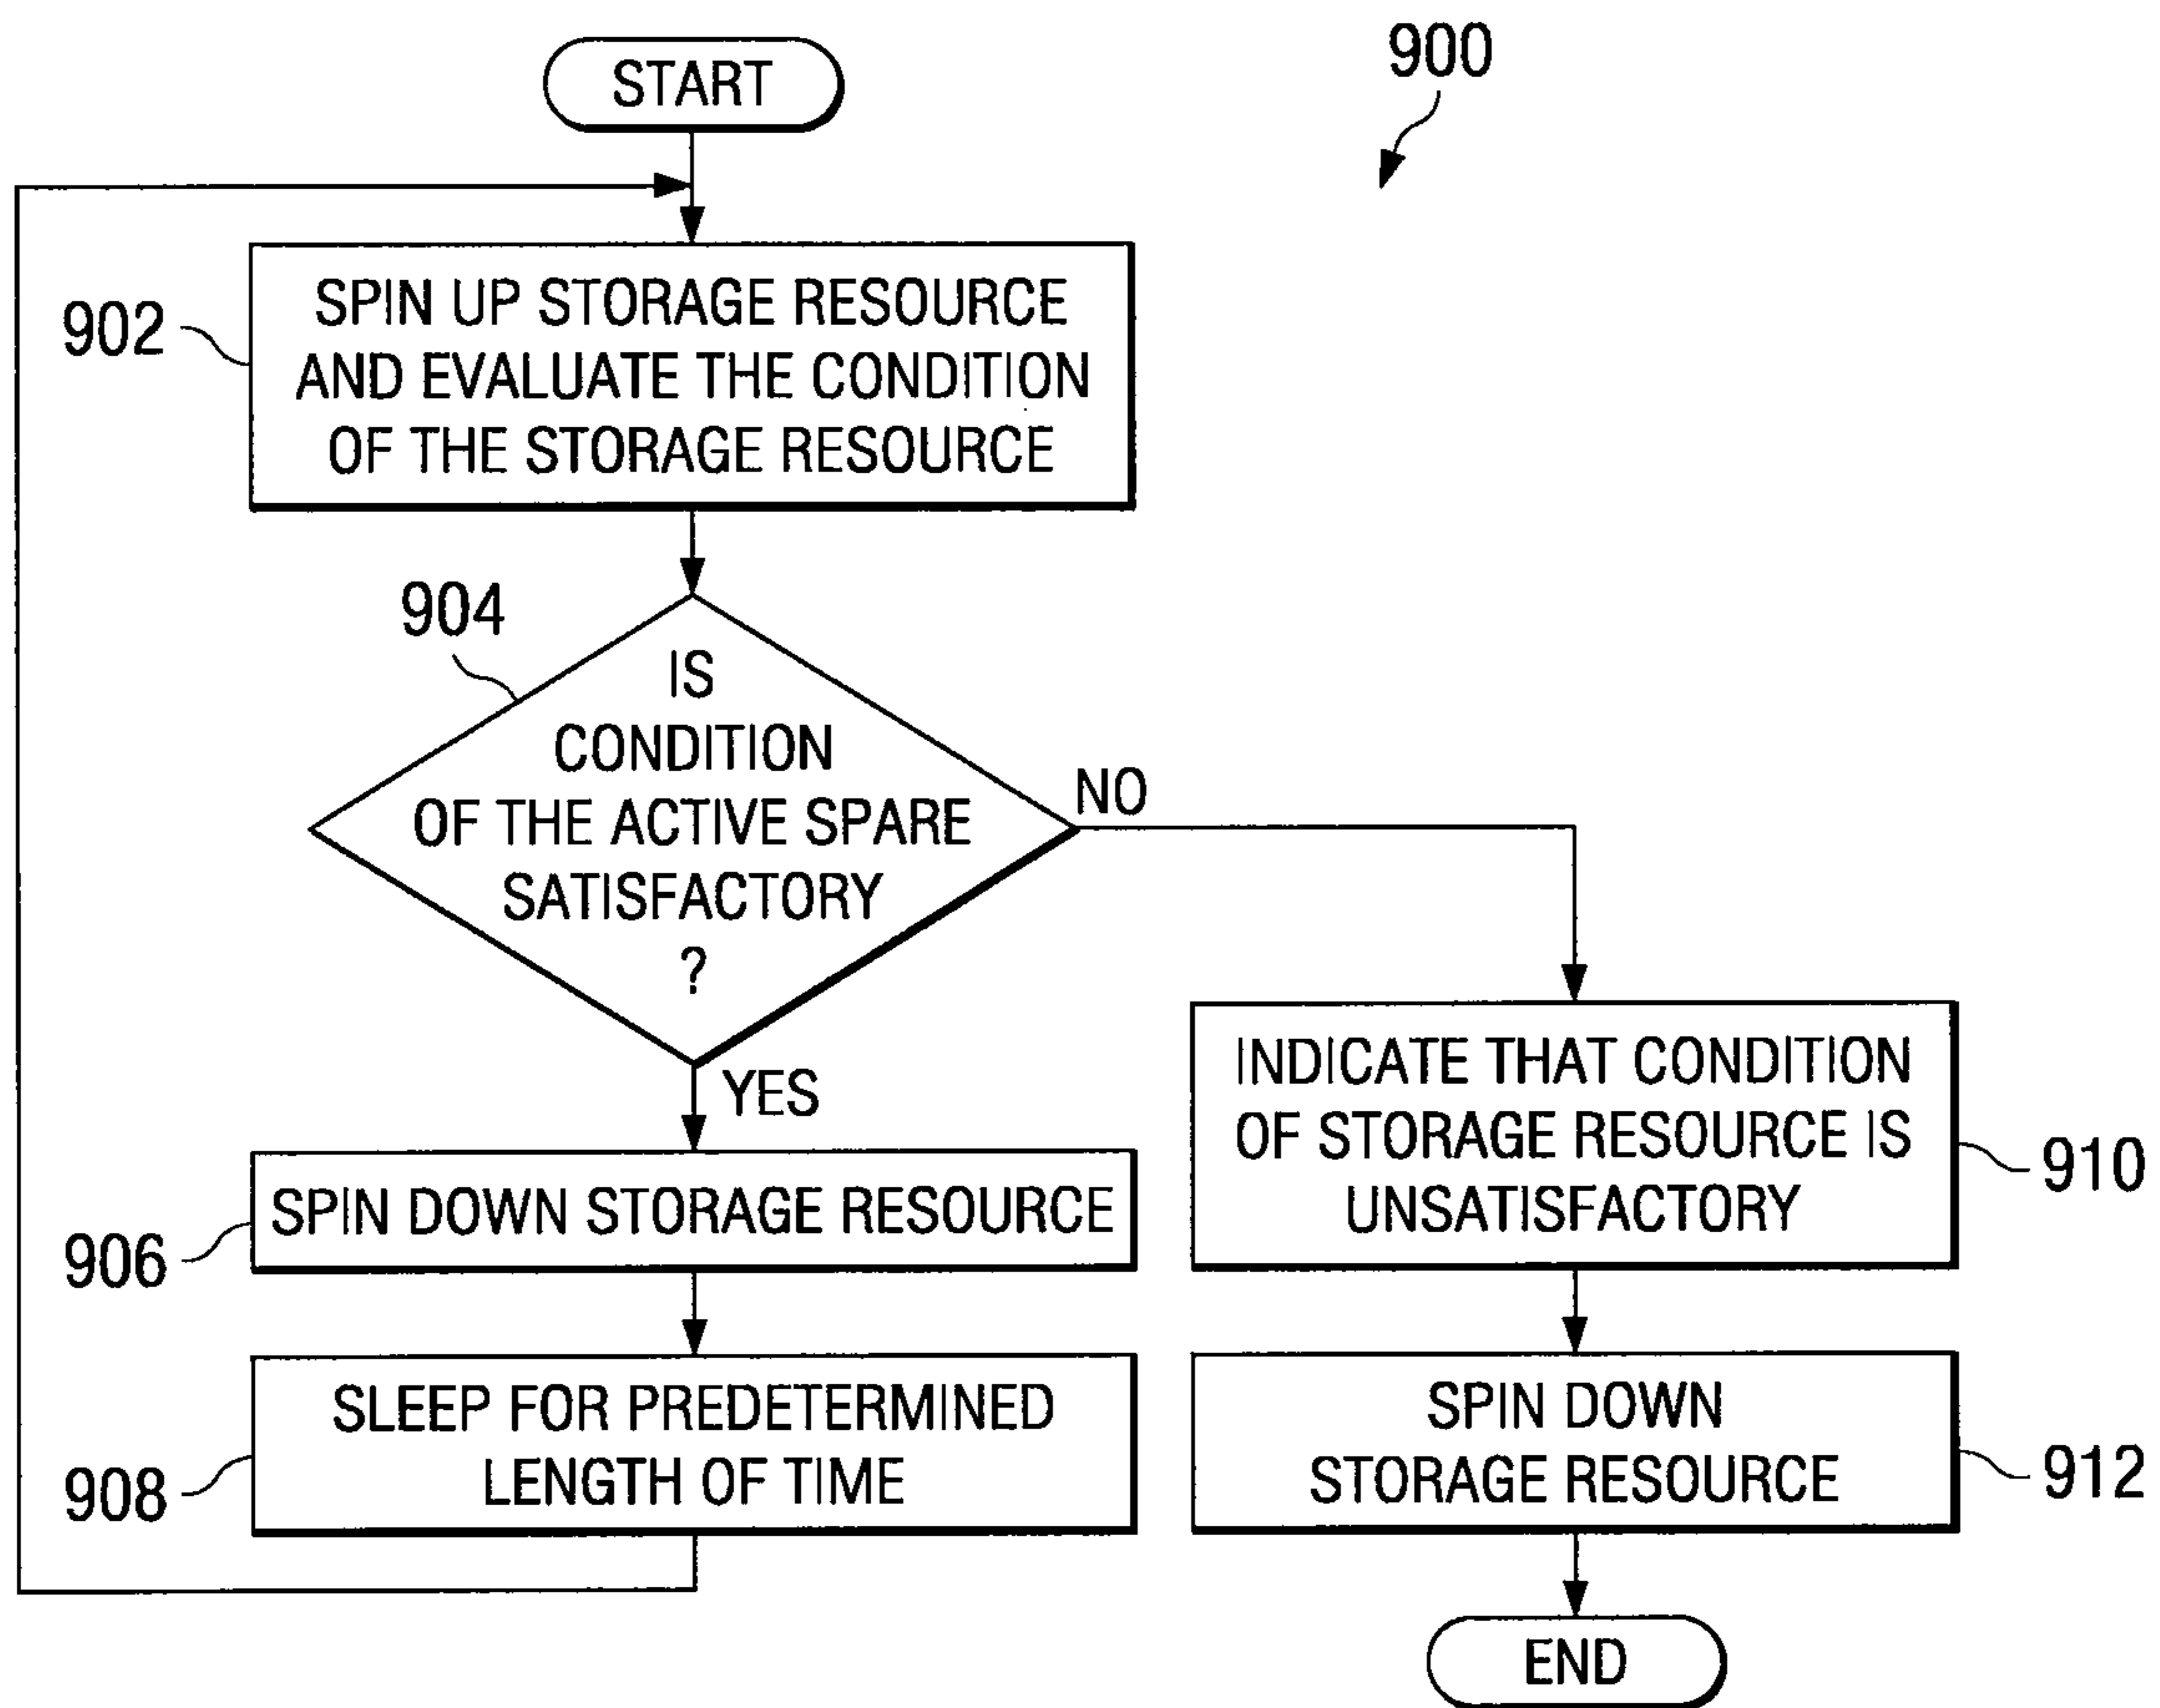 START
900
902
SPIN UP STORAGE RESOURCE
AND EVALUATE THE CONDITION
OF THE STORAGE RESOURCE
904
IS
CONDITION
OF THE ACTIVE SPARE
SATISFACTORY
?
NO
YES
906
SPIN DOWN STORAGE RESOURCE
908
SLEEP FOR PREDETERMINED
LENGTH OF TIME
INDICATE THAT CONDITION
OF STORAGE RESOURCE IS
UNSATISFACTORY
910
SPIN DOWN
STORAGE RESOURCE
912
END